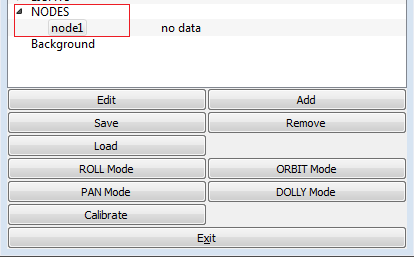 NODES
node1 no data
Background
Edit Add
Save Remove
Load
ROLL Mode ORBIT Mode
PAN Mode DOLLY Mode
Calibrate
Exit